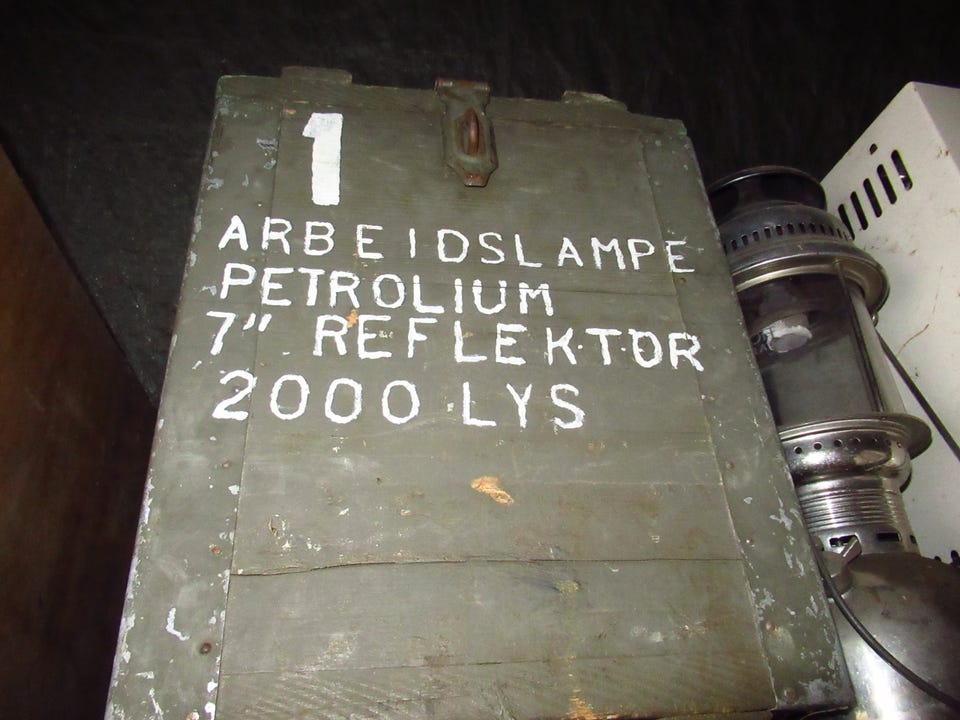 1
ARBEIDSLAMPE
PETROLIUM
7" REFLEKTOR
2000 LYS